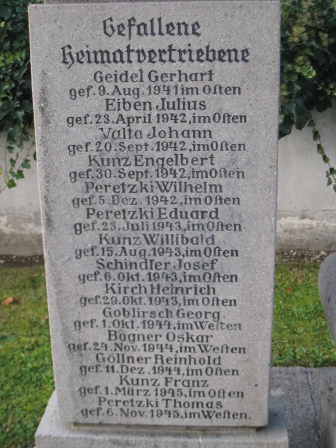 Gefallene
Heimatvertriebene
Geidel Gerhart
gef. 9. Aug. 1941 im Osten
Eiben Julius
gef. 23. April 1942, im Osten
Valta Johann
gef. 20. Sept. 1942, im Osten
Kunz Engelbert
gef. 30. Sept. 1942, im Osten
Peretzki Wilhelm
gef. 5. Dez. 1942, im Osten
Peretzki Eduard
gef. 23. Juli 1943, im Osten
Kunz Willibald
gef. 15. Aug. 1943, im Osten
Schindler Josef
gef. 6. Okt. 1943, im Osten
Kirch Heinrich
gef. 29. Okt. 1943, im Osten
Goblirsch Georg
gef. 1. Okt. 1944, im Westen
Bögner Oskar
gef. 24. Nov. 1944, im Westen
Göllner Reinhold
gef. 11. Dez. 1944, im Osten
Kunz Franz
gef. 1. März 1945, im Osten
Peretzki Thomas
gef. 6. Nov. 1945, im Westen.